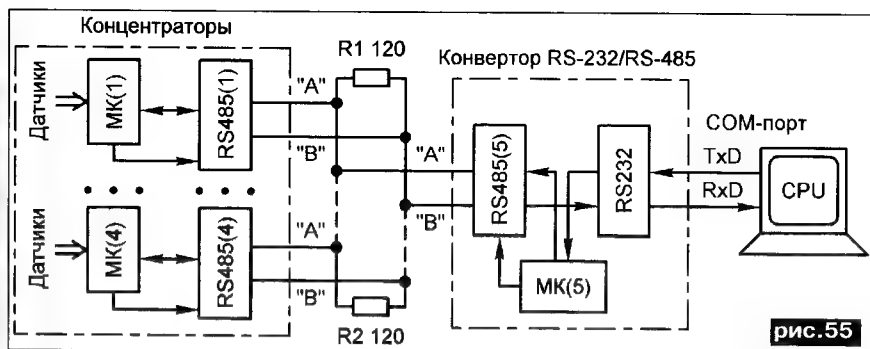 Концентраторы
R1 120
Конвертор RS-232/RS-485
Датчики
МК(1)
RS485(1)
"A"
"B"
"A"
"B"
RS485(5)
RS232
COM-порт
TxD
RxD
CPU
МК(5)
• • •
• • •
Датчики
МК(4)
RS485(4)
"A"
"B"
R2 120
рис.55